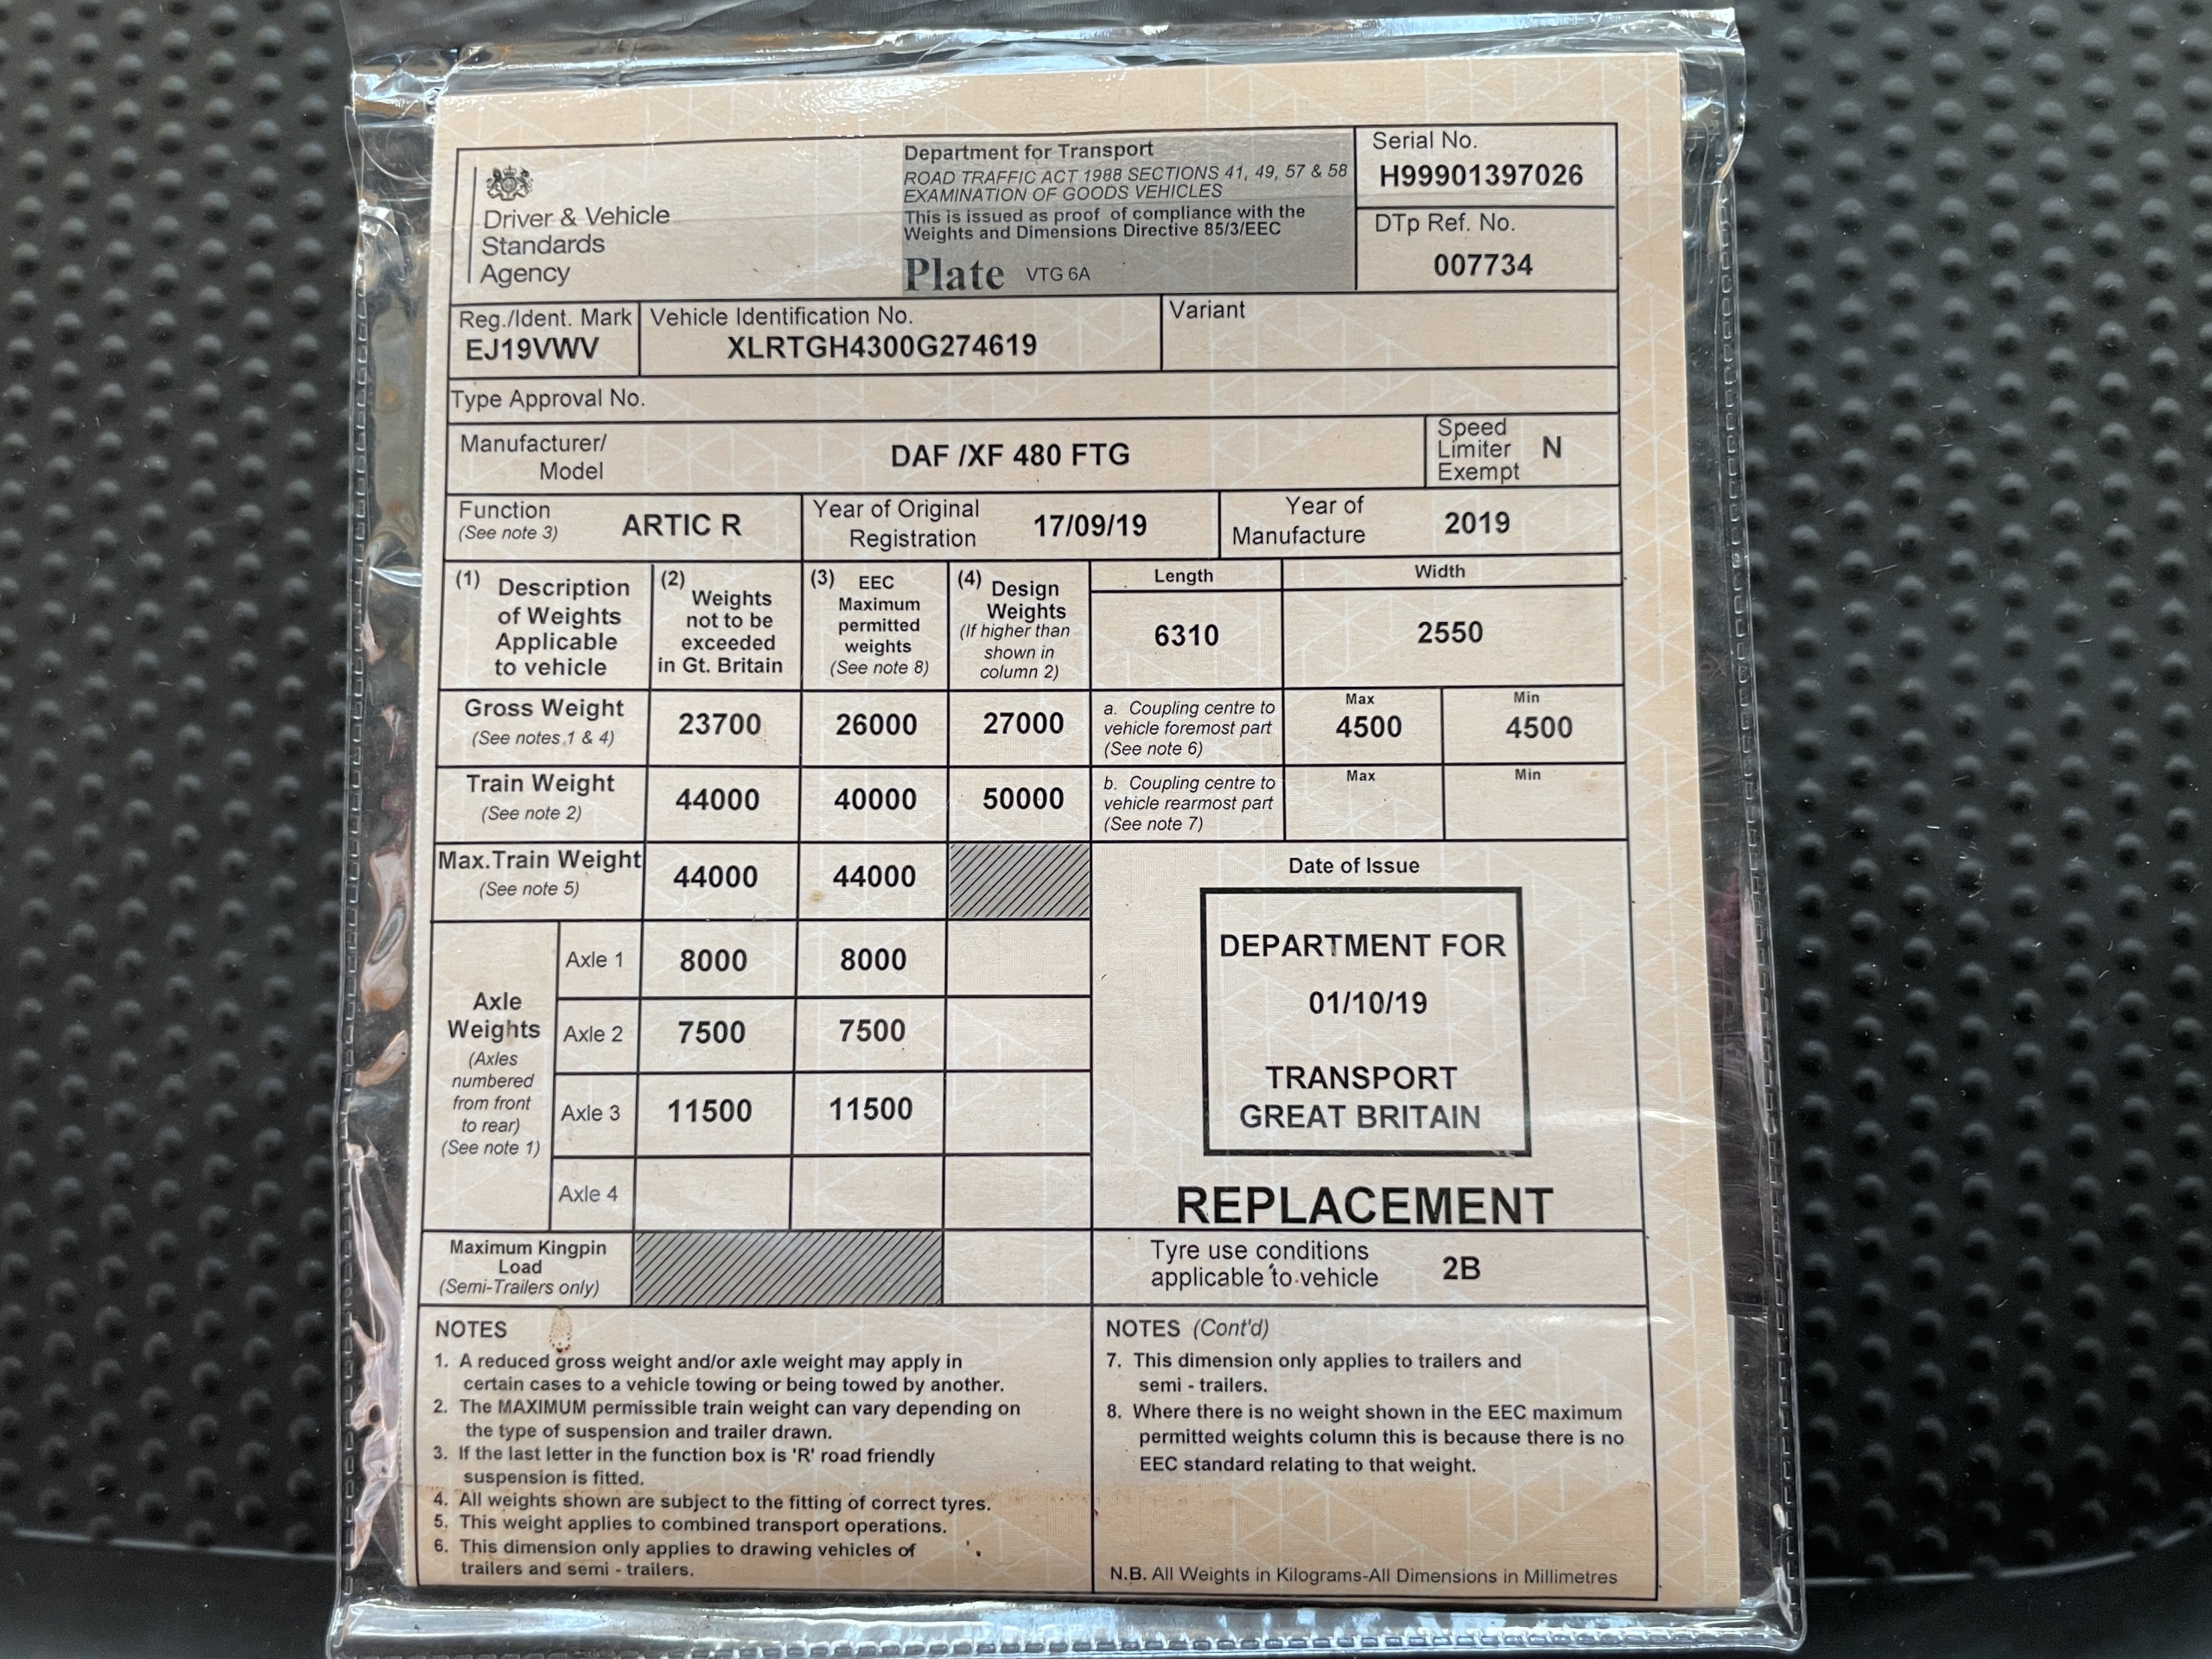 Driver & Vehicle
Standards
Agency
Department for Transport
ROAD TRAFFIC ACT 1988 SECTIONS 41, 49, 57 & 58
EXAMINATION OF GOODS VEHICLES
This is issued as proof of compliance with the
Weights and Dimensions Directive 85/3/EEC
Plate VTG 6A
Serial No.
H99901397026
DTp Ref. No.
007734
Reg./Ident. Mark
EJ19VWV
Vehicle Identification No.
XLRTGH4300G274619
Variant
Type Approval No.
Manufacturer/
Model
DAF /XF 480 FTG
Speed
Limiter
Exempt
N
Function
(See note 3)
ARTIC R
Year of Original
Registration
17/09/19
Year of
Manufacture
2019
(1) Description
of Weights
Applicable
to vehicle
(2) Weights
not to be
exceeded
in Gt. Britain
(3) EEC
Maximum
permitted
weights
(See note 8)
(4) Design
Weights
(If higher than
shown in
column 2)
Length
6310
Width
2550
Gross Weight
(See notes 1 & 4)
23700
26000
27000
a. Coupling centre to
vehicle foremost part
(See note 6)
Max
4500
Min
4500
Train Weight
(See note 2)
44000
40000
50000
b. Coupling centre to
vehicle rearmost part
(See note 7)
Max
Min
Max.Train Weight
(See note 5)
44000
44000
Axle
Weights
(Axles
numbered
from front
to rear)
(See note 1)
Axle 1
8000
8000
Axle 2
7500
7500
Axle 3
11500
11500
Axle 4
Date of Issue
DEPARTMENT FOR
01/10/19
TRANSPORT
GREAT BRITAIN
REPLACEMENT
Maximum Kingpin
Load
(Semi-Trailers only)
Tyre use conditions
applicable to vehicle
2B
NOTES
1. A reduced gross weight and/or axle weight may apply in
certain cases to a vehicle towing or being towed by another.
2. The MAXIMUM permissible train weight can vary depending on
the type of suspension and trailer drawn.
3. If the last letter in the function box is 'R' road friendly
suspension is fitted.
4. All weights shown are subject to the fitting of correct tyres.
5. This weight applies to combined transport operations.
6. This dimension only applies to drawing vehicles of
trailers and semi - trailers.
NOTES (Cont'd)
7. This dimension only applies to trailers and
semi - trailers.
8. Where there is no weight shown in the EEC maximum
permitted weights column this is because there is no
EEC standard relating to that weight.
N.B. All Weights in Kilograms-All Dimensions in Millimetres